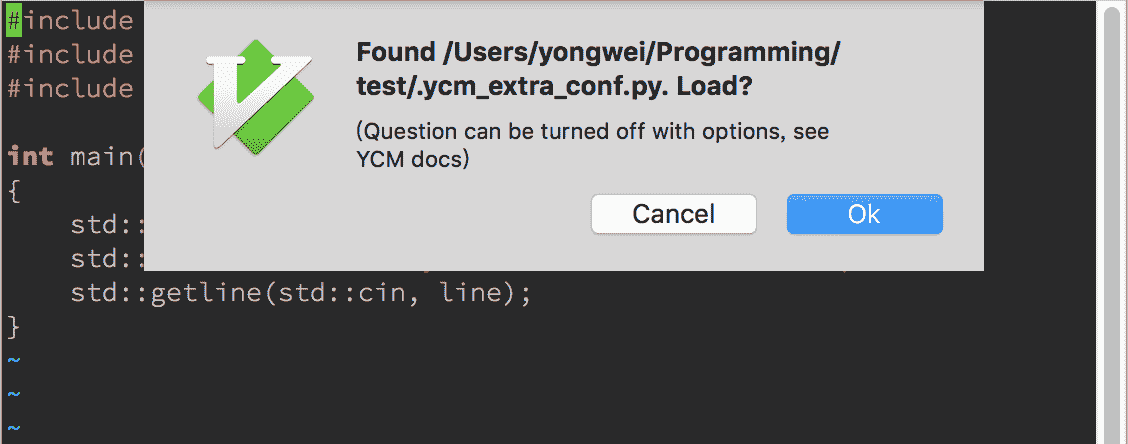 #include
#include
#include
int main(
{
std::
std::
std::getline(std::cin, line);
}
~
~
~
Found /Users/yongwei/Programming/
test/.ycm_extra_conf.py. Load?
(Question can be turned off with options, see
YCM docs)
Cancel Ok